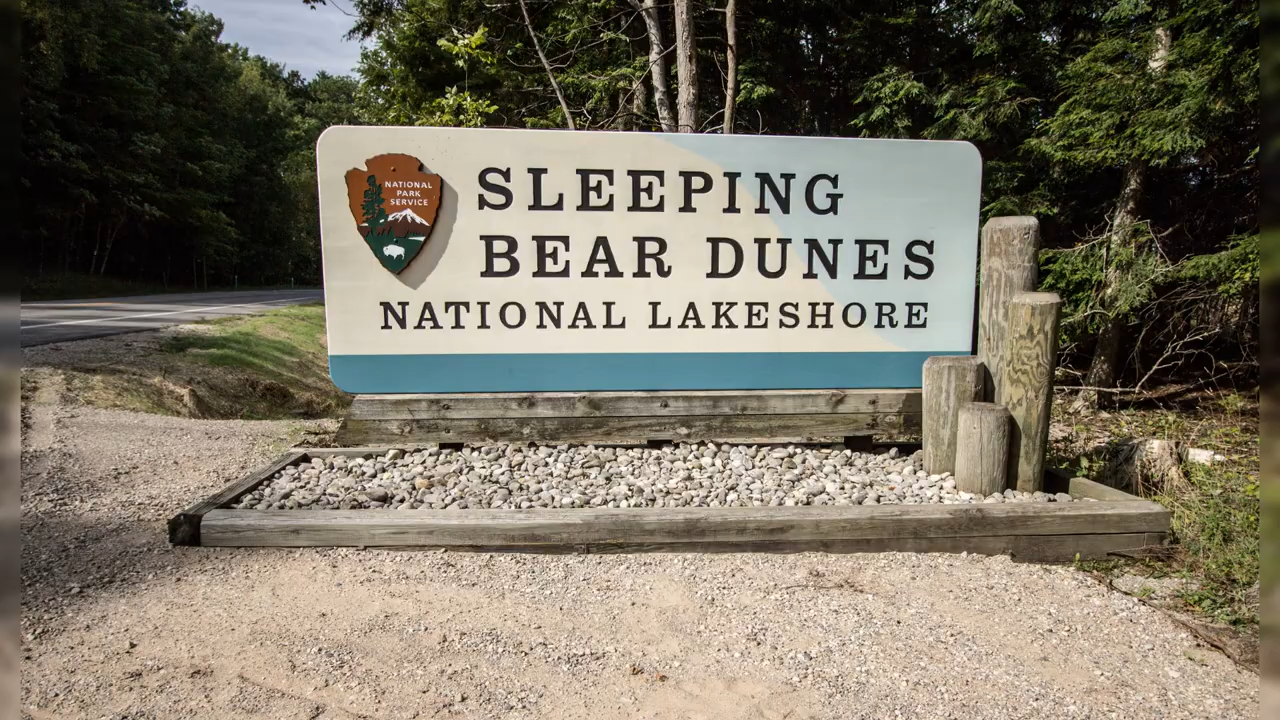 NATIONAL
PARK
SERVICE
SLEEPING
BEAR DUNES
NATIONAL LAKESHORE